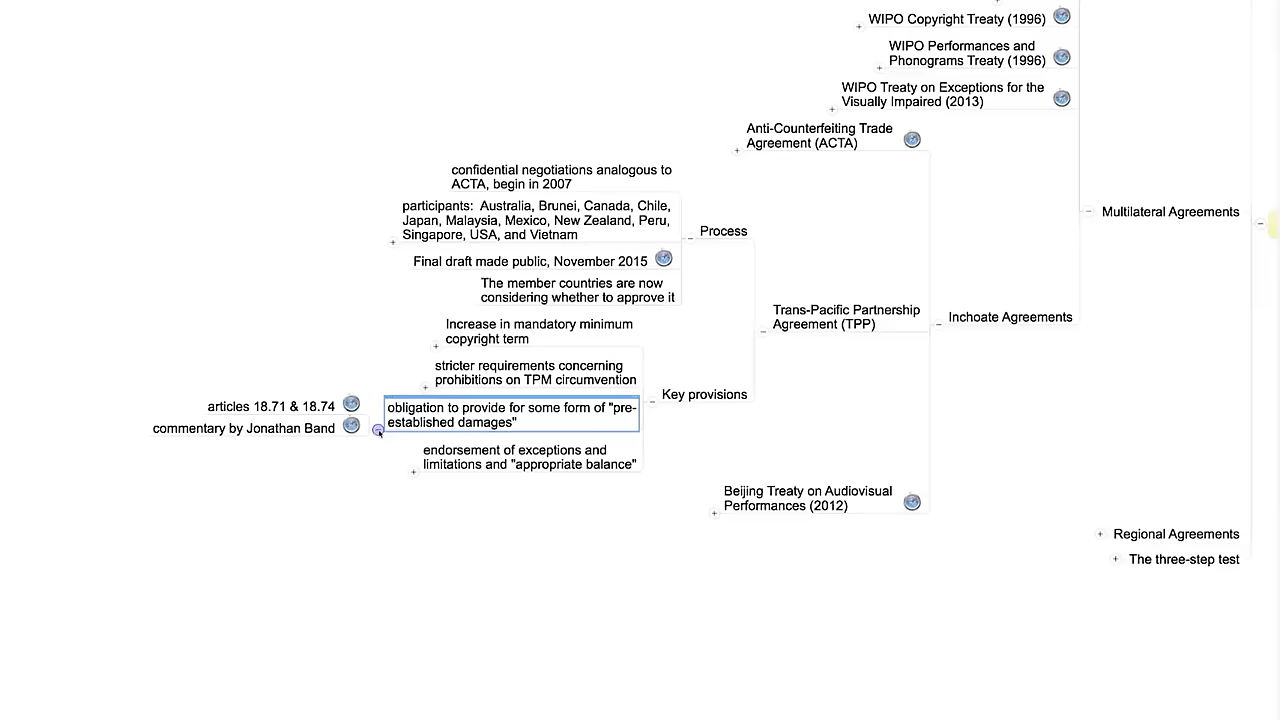 WIPO Copyright Treaty (1996)
WIPO Performances and
Phonograms Treaty (1996)
WIPO Treaty on Exceptions for the
Visually Impaired (2013)
Anti-Counterfeiting Trade
Agreement (ACTA)
confidential negotiations analogous to
ACTA, begin in 2007
participants:  Australia, Brunei, Canada, Chile,
Japan, Malaysia, Mexico, New Zealand, Peru,
Singapore, USA, and Vietnam
Final draft made public, November 2015
The member countries are now
considering whether to approve it
Process
Increase in mandatory minimum
copyright term
stricter requirements concerning
prohibitions on TPM circumvention
obligation to provide for some form of "pre-
established damages"
articles 18.71 & 18.74
commentary by Jonathan Band
endorsement of exceptions and
limitations and "appropriate balance"
Key provisions
Trans-Pacific Partnership
Agreement (TPP)
Beijing Treaty on Audiovisual
Performances (2012)
Inchoate Agreements
Multilateral Agreements
Regional Agreements
The three-step test